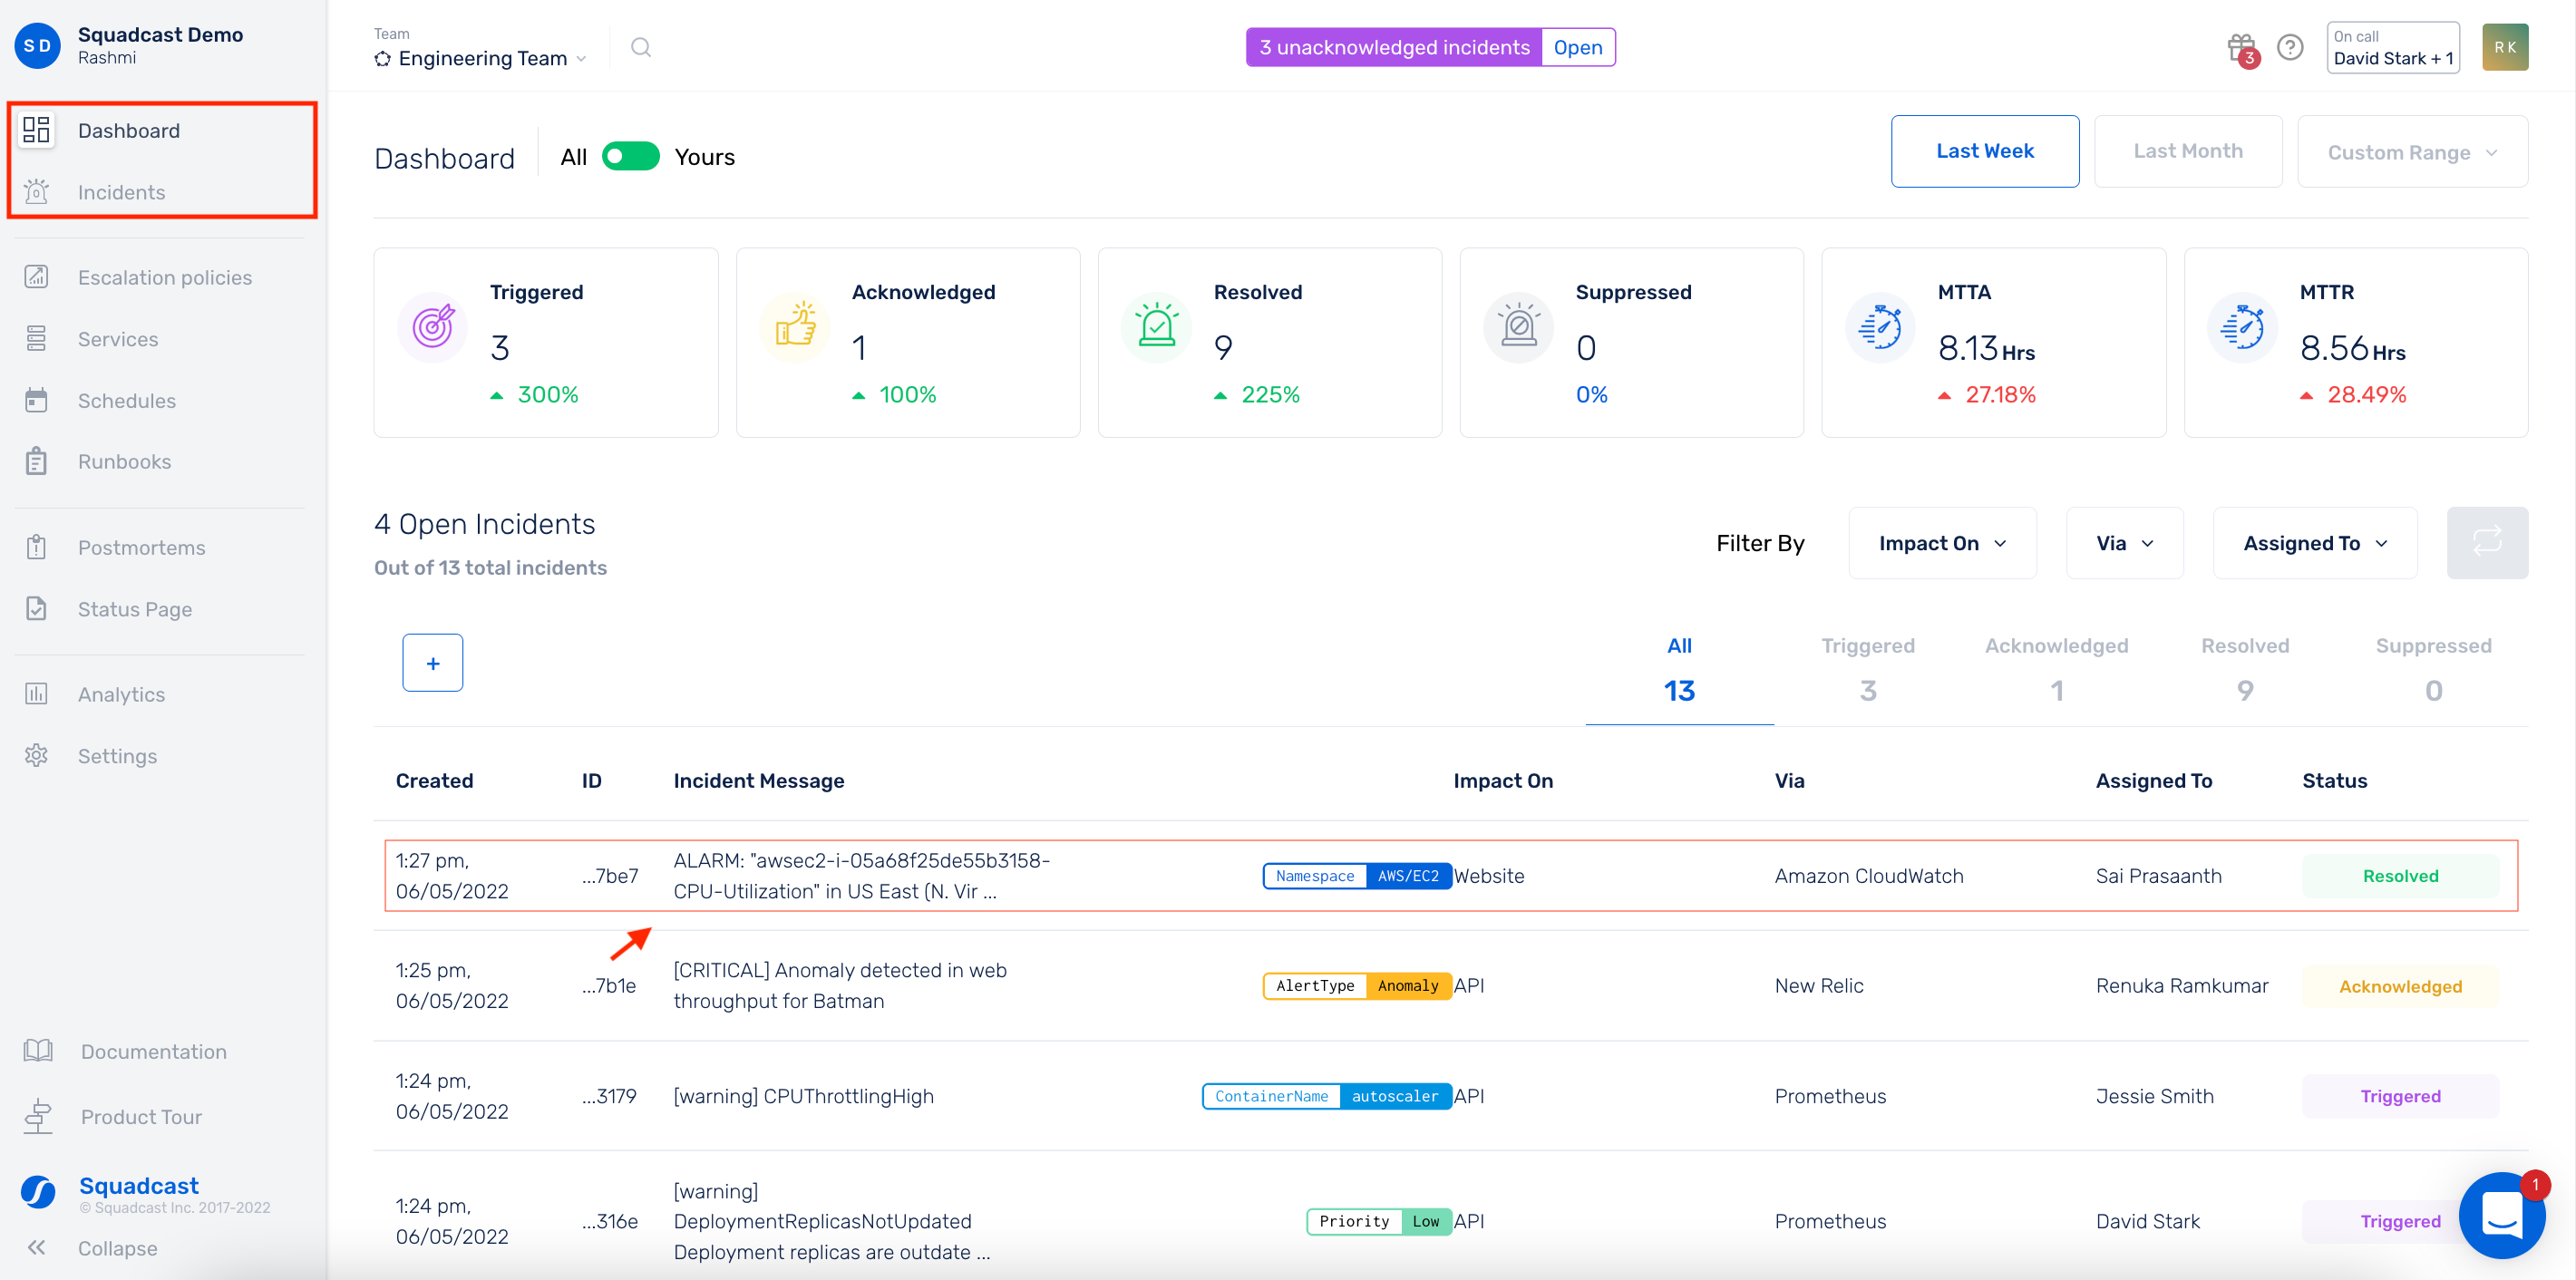 S D
Squadcast Demo
Rashmi
Dashboard
Incidents
Escalation policies
Services
Schedules
Runbooks
Postmortems
Status Page
Analytics
Settings
Documentation
Product Tour
Squadcast
© Squadcast Inc. 2017-2022
Collapse
Team
Engineering Team
3 unacknowledged incidents Open
3
?
On call
David Stark + 1
R K
Dashboard All Yours
Last Week Last Month Custom Range
Triggered
3
300%
Acknowledged
1
100%
Resolved
9
225%
Suppressed
0
0%
MTTA
8.13 Hrs
27.18%
MTTR
8.56 Hrs
28.49%
4 Open Incidents
Out of 13 total incidents
Filter By Impact On Via Assigned To
+
All Triggered Acknowledged Resolved Suppressed
13 3 1 9 0
Created ID Incident Message Impact On Via Assigned To Status
1:27 pm,
06/05/2022
...7be7
ALARM: "awsec2-i-05a68f25de55b3158-
CPU-Utilization" in US East (N. Vir ...
Namespace AWS/EC2 Website Amazon CloudWatch Sai Prasaanth Resolved
1:25 pm,
06/05/2022
...7b1e
[CRITICAL] Anomaly detected in web
throughput for Batman
AlertType Anomaly API New Relic Renuka Ramkumar Acknowledged
1:24 pm,
06/05/2022
...3179
[warning] CPUThrottlingHigh
ContainerName autoscaler API Prometheus Jessie Smith Triggered
1:24 pm,
06/05/2022
...316e
[warning]
DeploymentReplicasNotUpdated
Deployment replicas are outdate ...
Priority Low API Prometheus David Stark Triggered
1